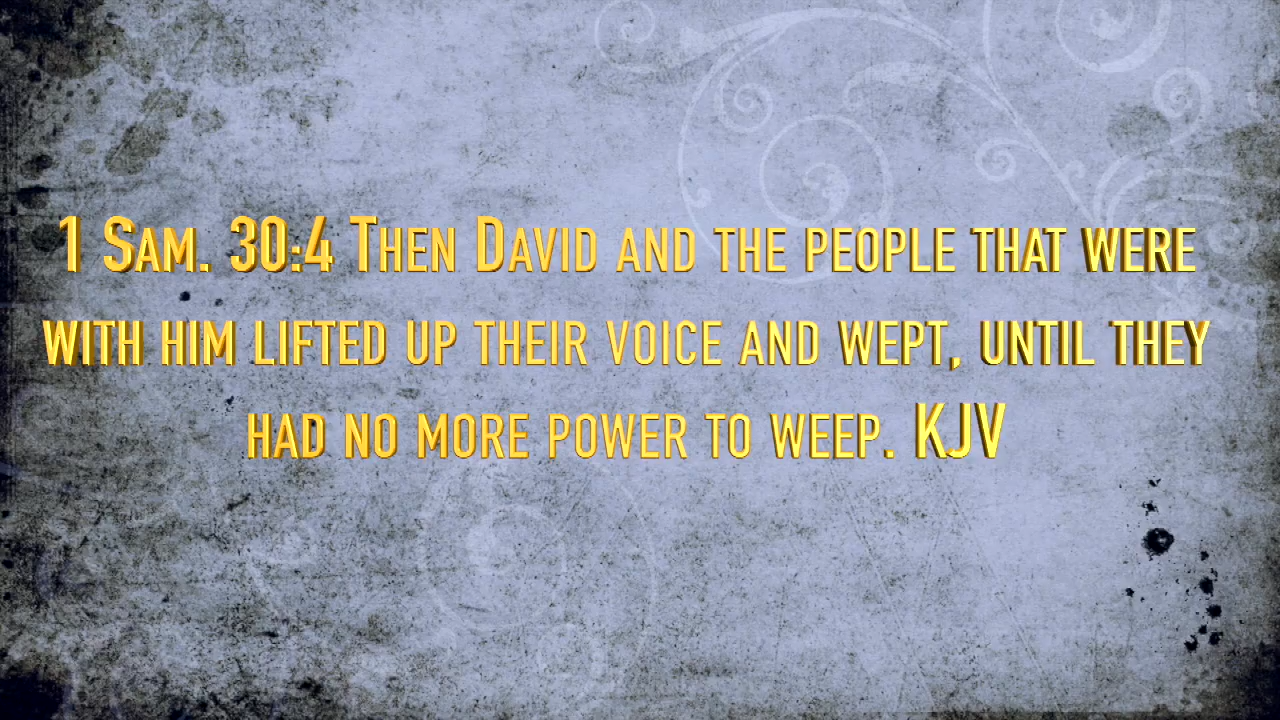 1 Sam. 30:4 Then David and the people that were
with him lifted up their voice and wept, until they
had no more power to weep. KJV